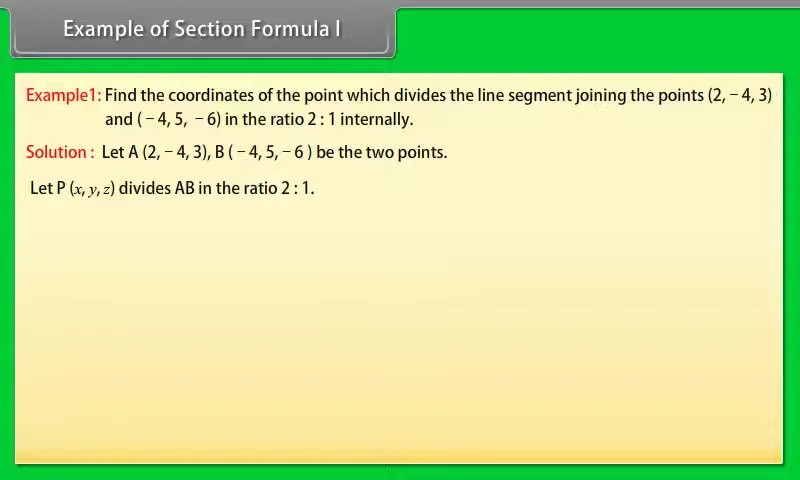 Example of Section Formula I
Example1: Find the coordinates of the point which divides the line segment joining the points (2, – 4, 3)
and ( – 4, 5, – 6) in the ratio 2 : 1 internally.
Solution : Let A (2, – 4, 3), B ( – 4, 5, – 6 ) be the two points.
Let P (x, y, z) divides AB in the ratio 2 : 1.